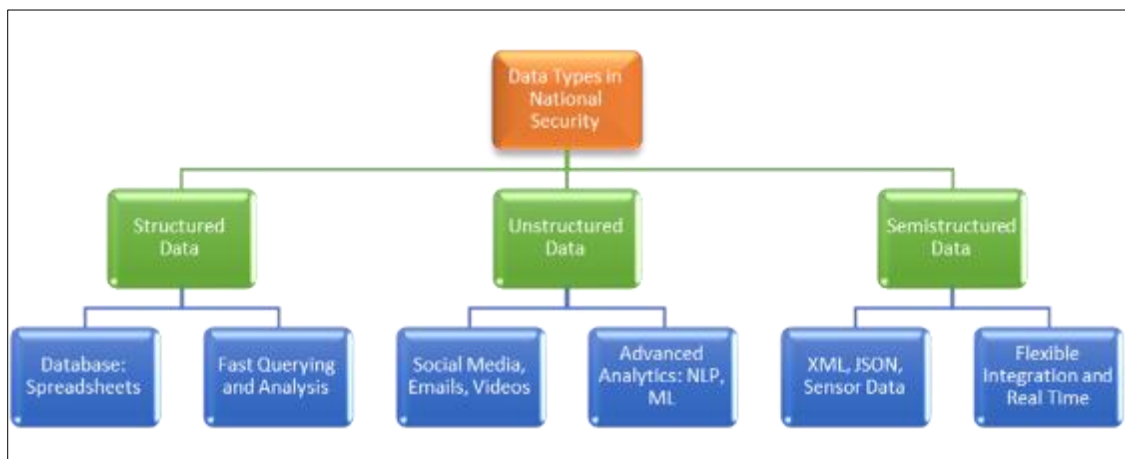 Data Types in
National
Security
Structured
Data
Unstructured
Data
Semistructured
Data
Database:
Spreadsheets
Fast Querying
and Analysis
Social Media,
Emails, Videos
Advanced
Analytics: NLP,
ML
XML, JSON,
Sensor Data
Flexible
Integration and
Real Time